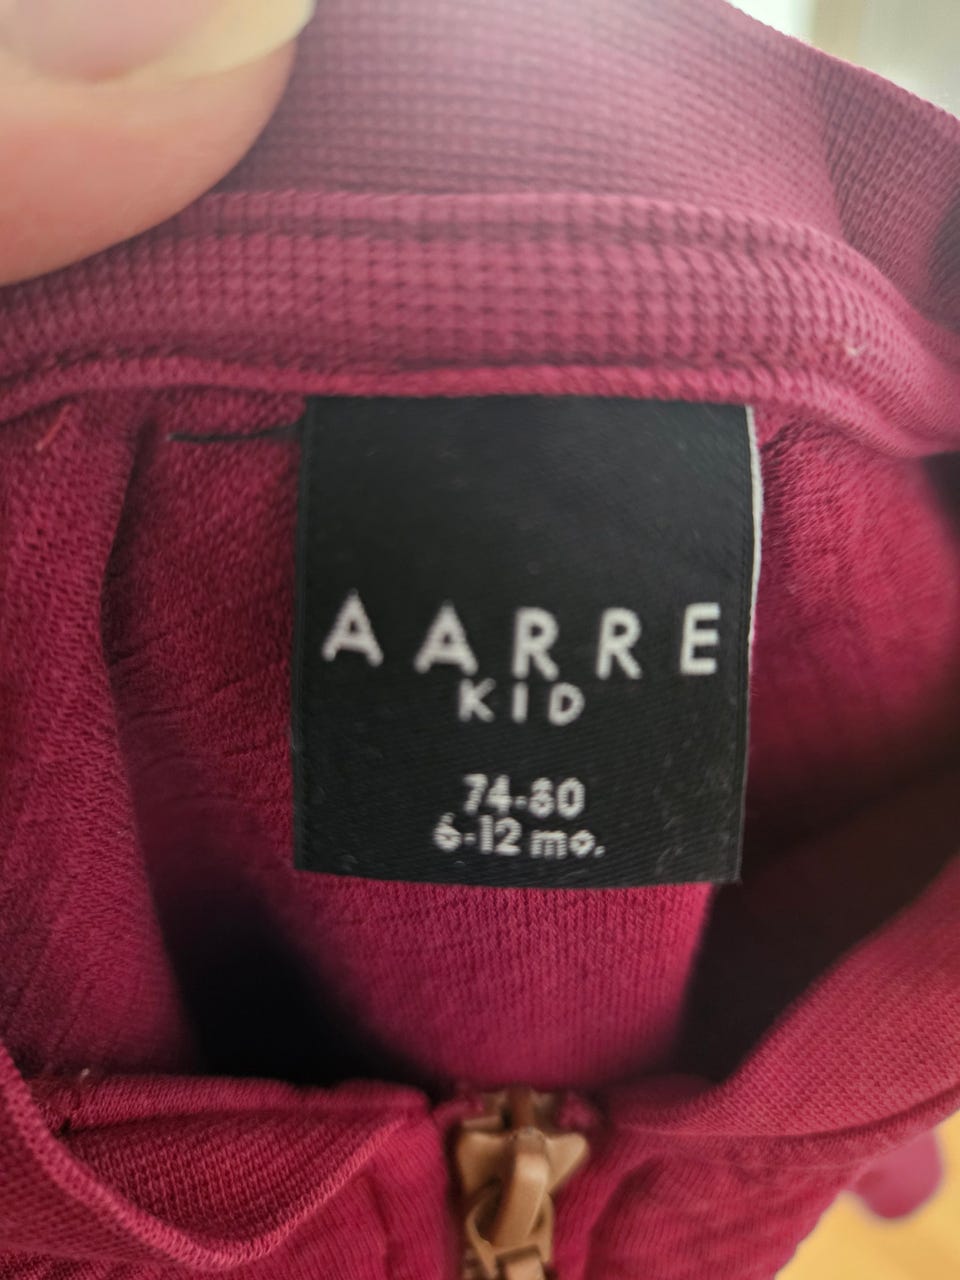 AARRE
KID
74-80
6-12 mo.